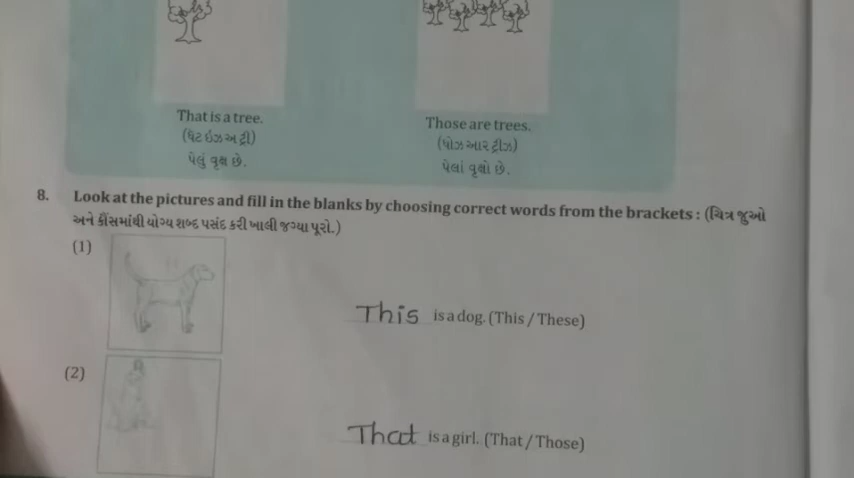 That is a tree.
Those are trees.
(ધેટ ઇઝ અ ટ્રી)
(ધોઝ આર ટ્રીઝ)
પેલું વૃક્ષ છે.
પેલાં વૃક્ષો છે.
8. Look at the pictures and fill in the blanks by choosing correct words from the brackets : (ચિત્ર જુઓ
અને કૌંસમાંથી યોગ્ય શબ્દ પસંદ કરી ખાલી જગ્યા પૂરો.)
(1)
This is a dog. (This / These)
(2)
That is a girl. (That / Those)